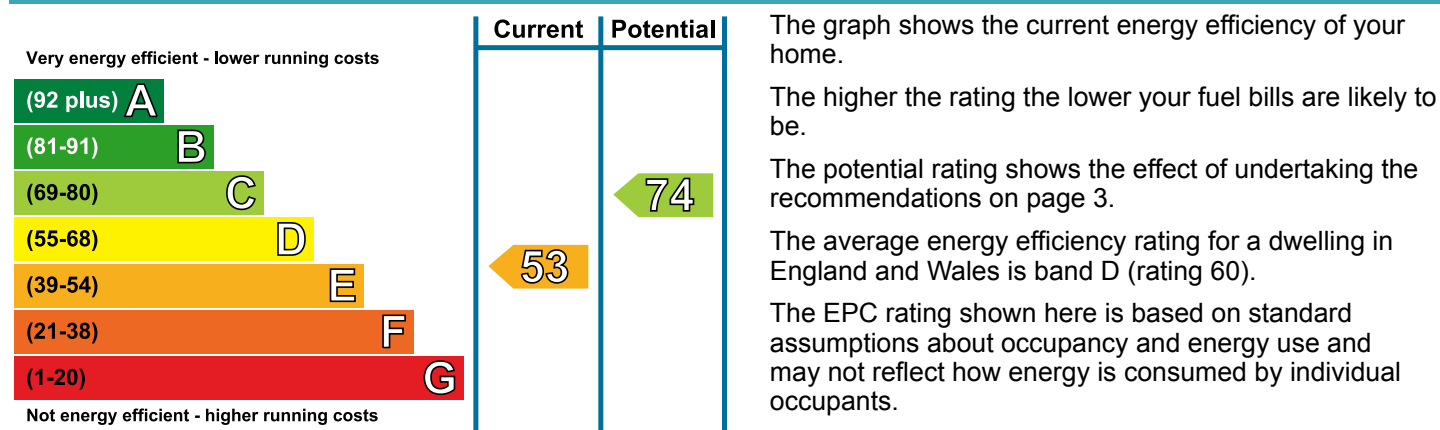 Current Potential
Very energy efficient - lower running costs
(92 plus) A
(81-91) B
(69-80) C
(55-68) D
(39-54) E
(21-38) F
(1-20) G
Not energy efficient - higher running costs
53
74
The graph shows the current energy efficiency of your
home.
The higher the rating the lower your fuel bills are likely to
be.
The potential rating shows the effect of undertaking the
recommendations on page 3.
The average energy efficiency rating for a dwelling in
England and Wales is band D (rating 60).
The EPC rating shown here is based on standard
assumptions about occupancy and energy use and
may not reflect how energy is consumed by individual
occupants.